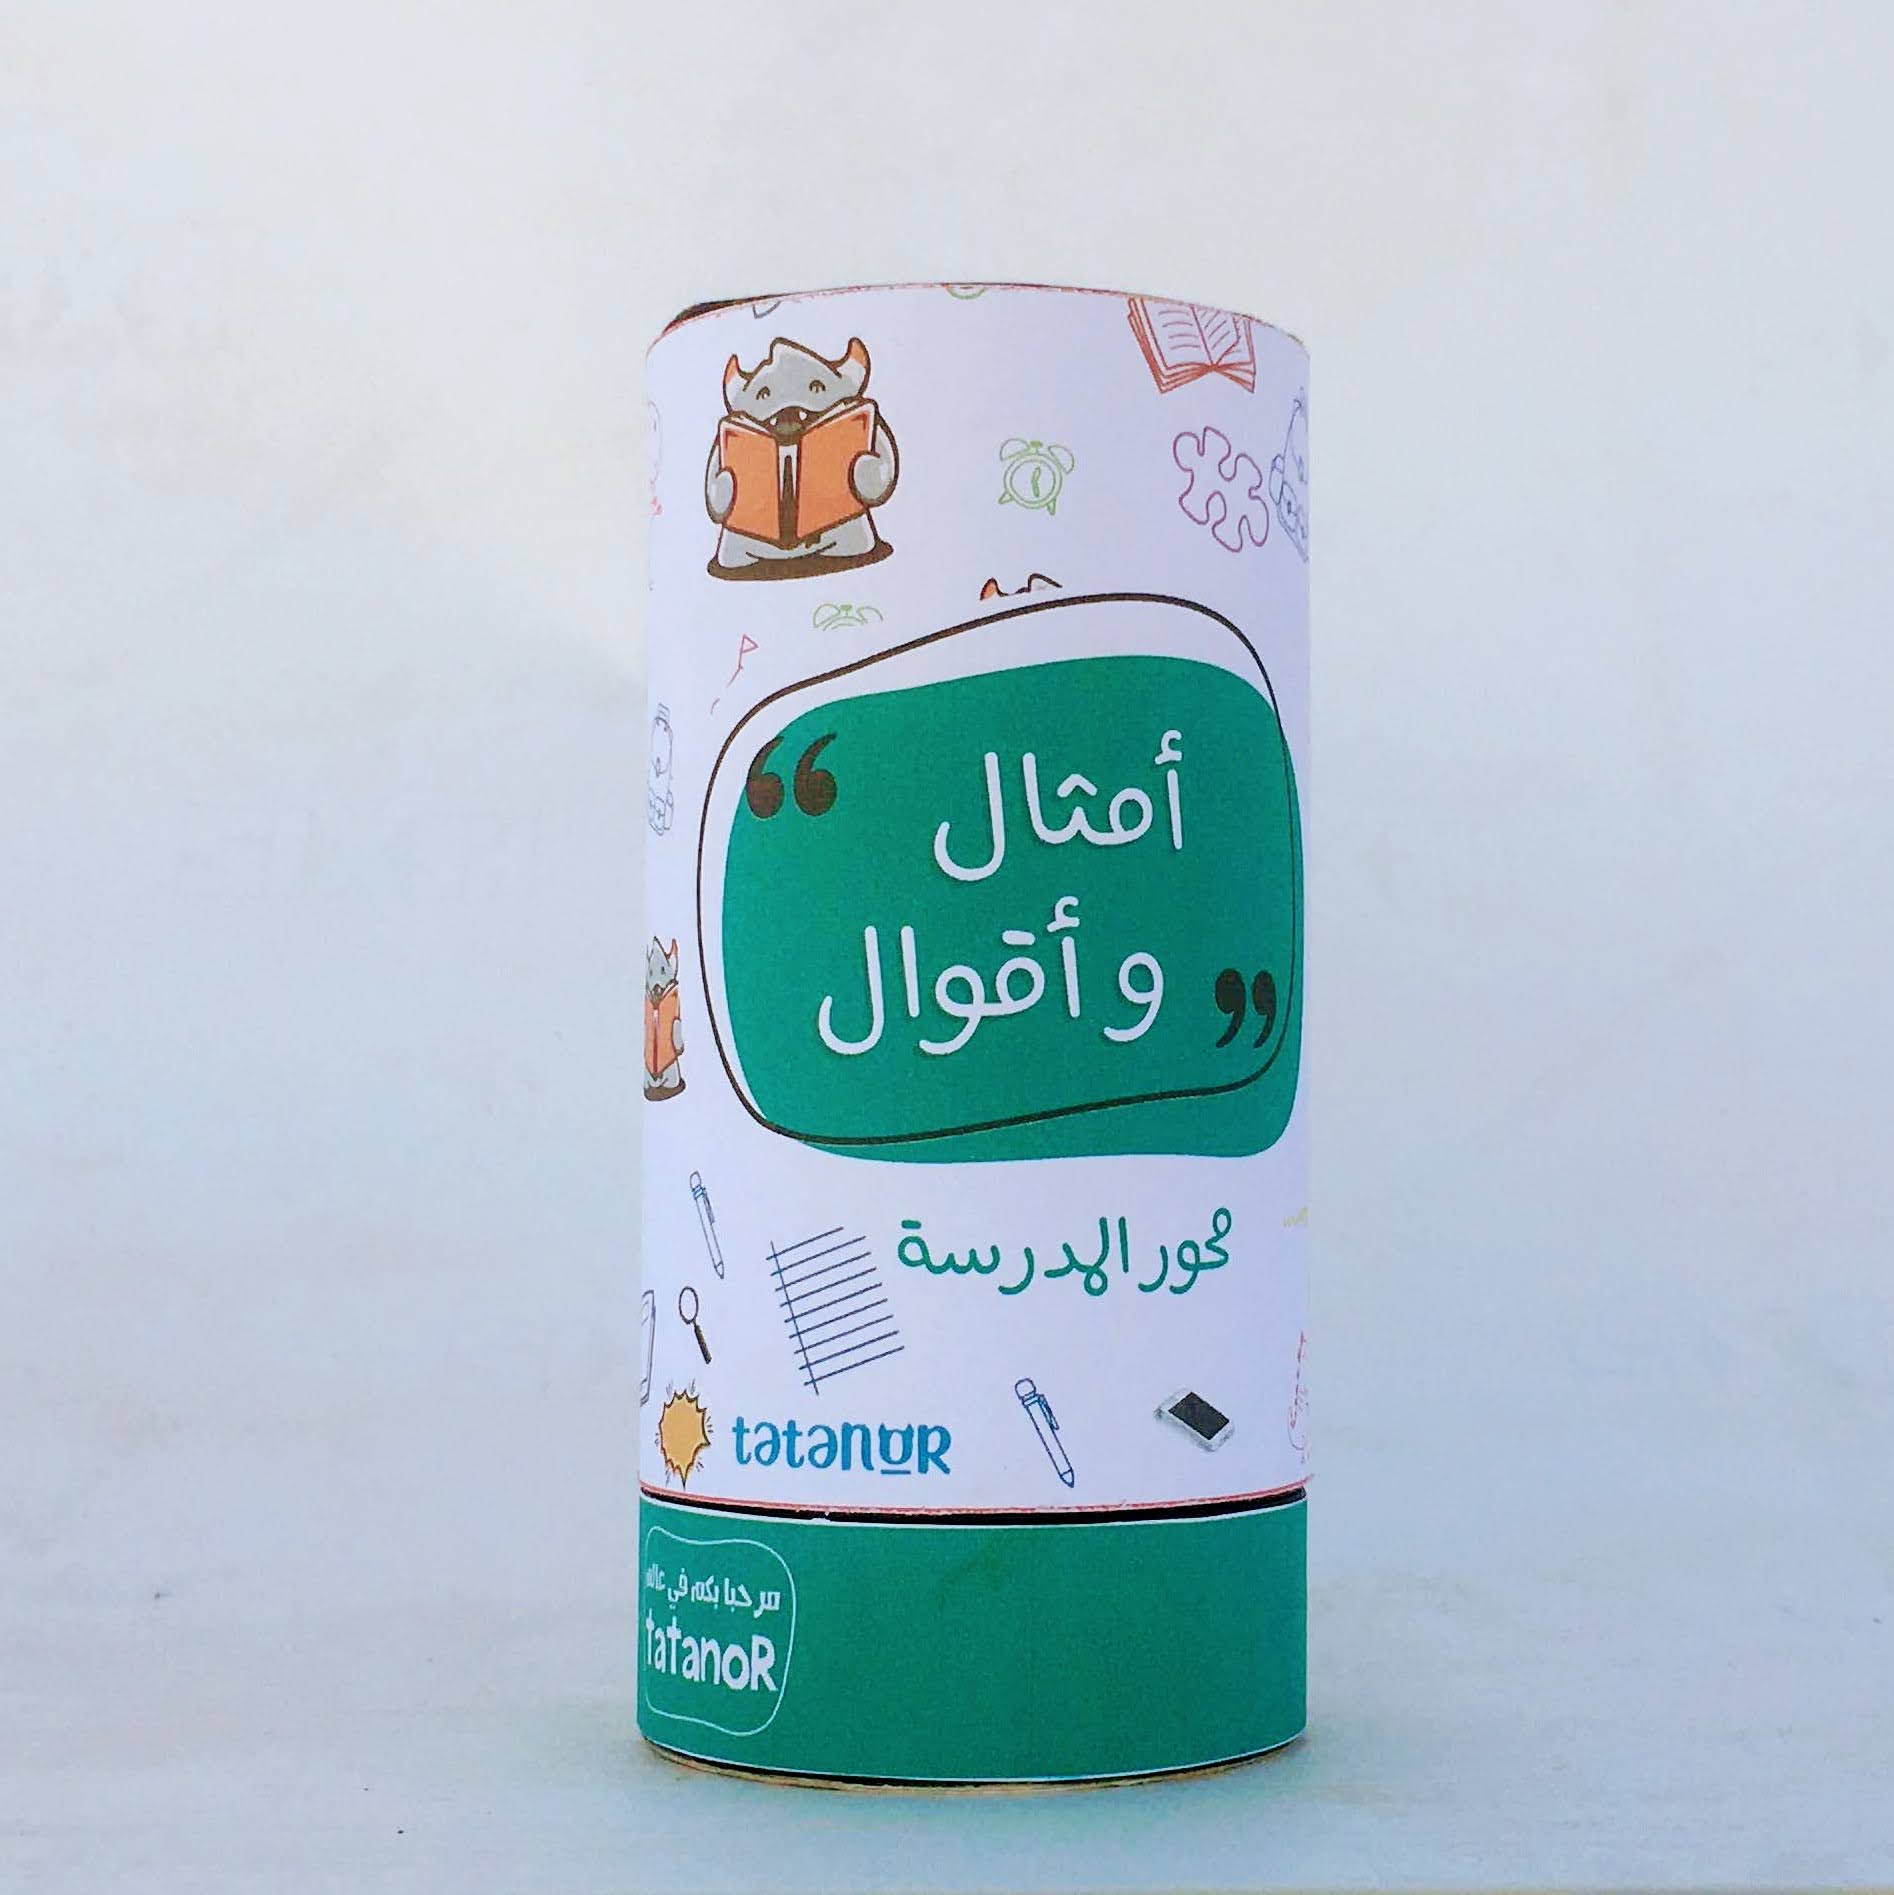 أمثال
وأقوال
محور المدرسة
tatanoR
مرحبا بكم في عالم
tatanoR